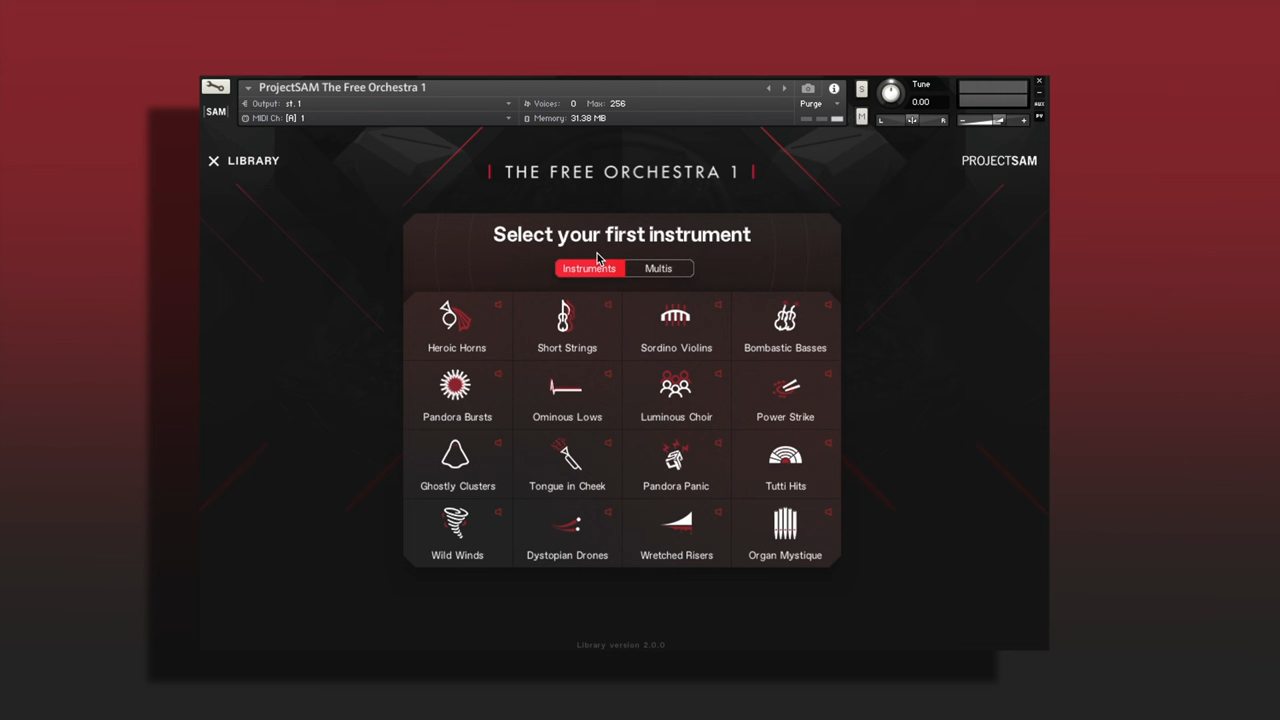 ProjectSAM The Free Orchestra 1
Output: st.1 Voices: 0 Max: 256 Purge
MIDI Ch: [A] 1 Memory: 31.38 MB
S
M
Tune
0.00
L R
- +
AUX
PV
|SAM|
LIBRARY
THE FREE ORCHESTRA 1
PROJECTSAM
Select your first instrument
Instruments Multis
Heroic Horns Short Strings Sordino Violins Bombastic Basses
Pandora Bursts Ominous Lows Luminous Choir Power Strike
Ghostly Clusters Tongue in Cheek Pandora Panic Tutti Hits
Wild Winds Dystopian Drones Wretched Risers Organ Mystique
Library version 2.0.0